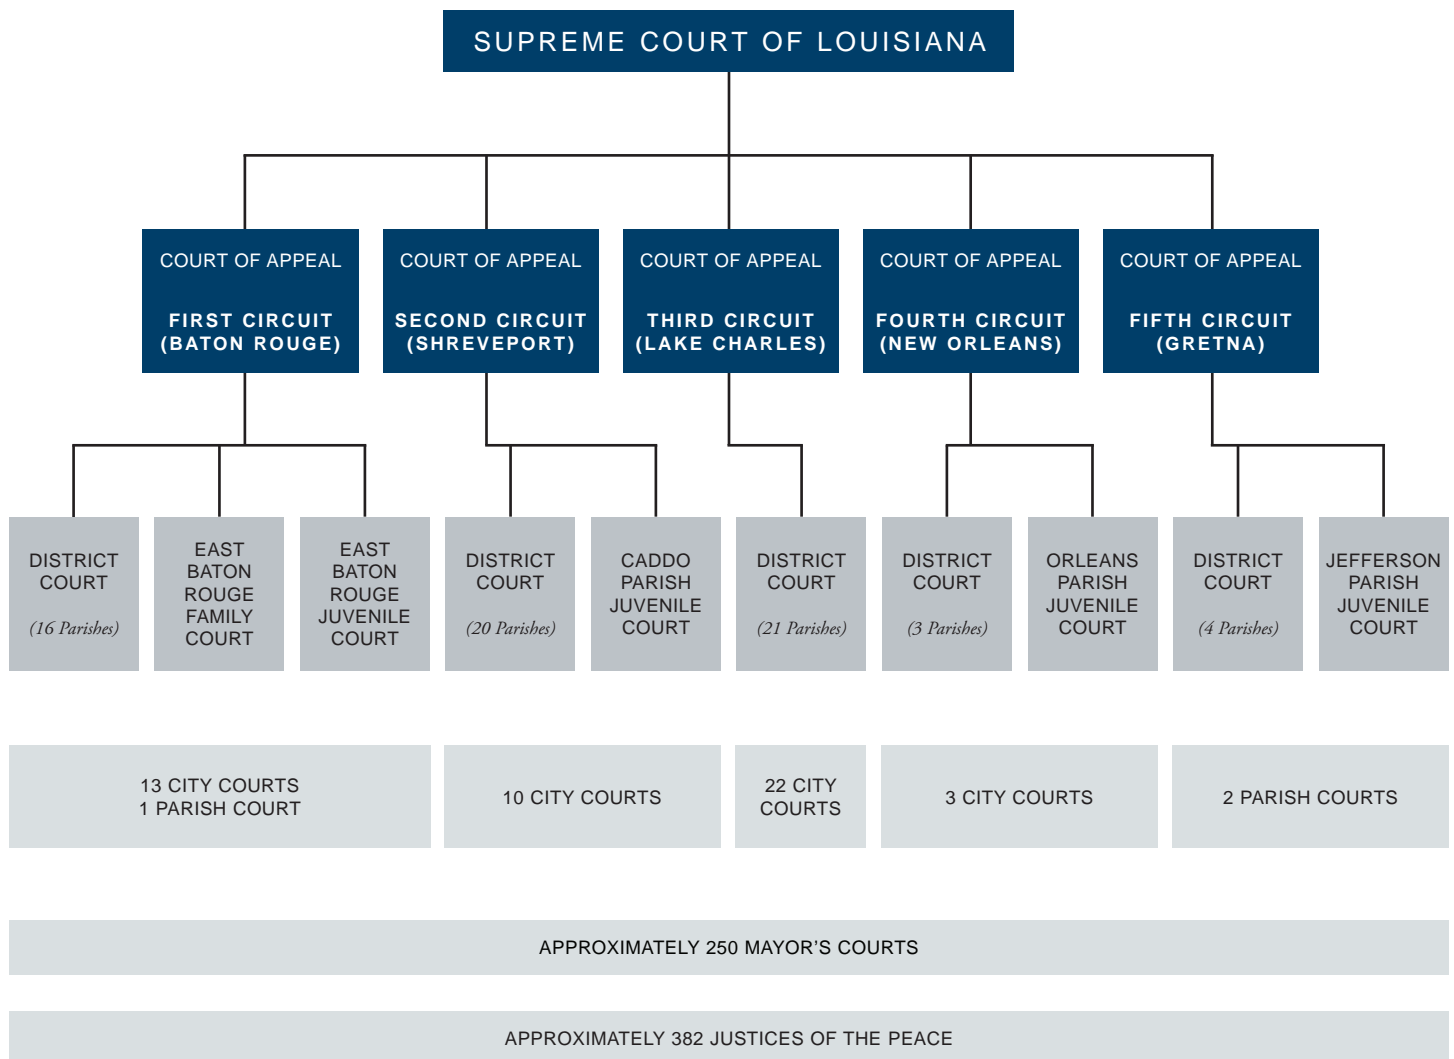 SUPREME COURT OF LOUISIANA
COURT OF APPEAL
FIRST CIRCUIT
(BATON ROUGE)
COURT OF APPEAL
SECOND CIRCUIT
(SHREVEPORT)
COURT OF APPEAL
THIRD CIRCUIT
(LAKE CHARLES)
COURT OF APPEAL
FOURTH CIRCUIT
(NEW ORLEANS)
COURT OF APPEAL
FIFTH CIRCUIT
(GRETNA)
DISTRICT
COURT
(16 Parishes)
EAST
BATON
ROUGE
FAMILY
COURT
EAST
BATON
ROUGE
JUVENILE
COURT
DISTRICT
COURT
(20 Parishes)
CADDO
PARISH
JUVENILE
COURT
DISTRICT
COURT
(21 Parishes)
DISTRICT
COURT
(3 Parishes)
ORLEANS
PARISH
JUVENILE
COURT
DISTRICT
COURT
(4 Parishes)
JEFFERSON
PARISH
JUVENILE
COURT
13 CITY COURTS
1 PARISH COURT
10 CITY COURTS
22 CITY
COURTS
3 CITY COURTS
2 PARISH COURTS
APPROXIMATELY 250 MAYOR’S COURTS
APPROXIMATELY 382 JUSTICES OF THE PEACE